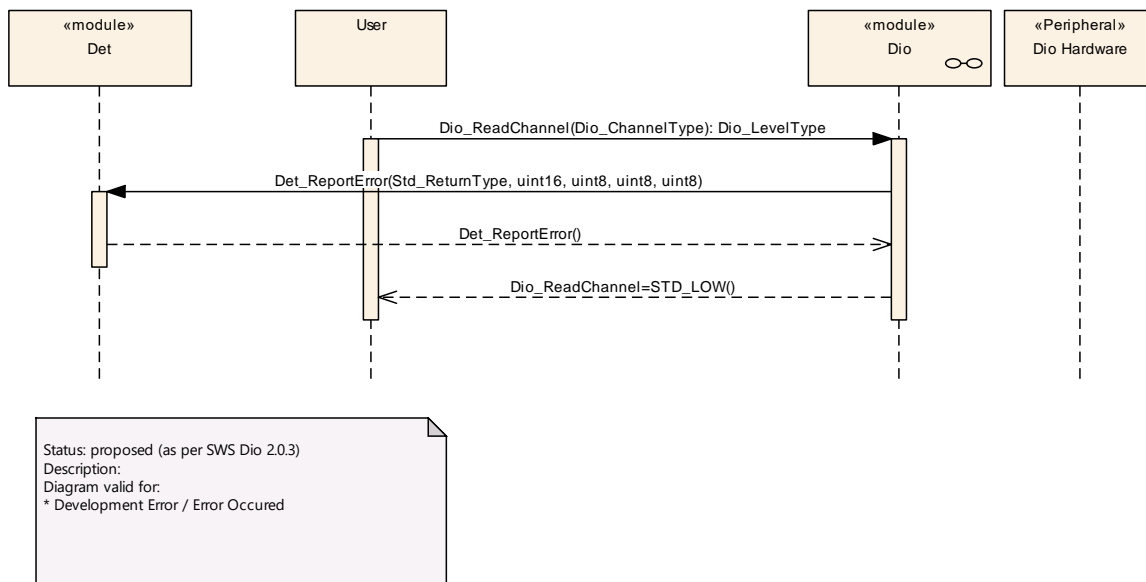 «module»
Det
User
«module»
Dio
«Peripheral»
Dio Hardware
Dio_ReadChannel(Dio_ChannelType): Dio_LevelType
Det_ReportError(Std_ReturnType, uint16, uint8, uint8, uint8)
Det_ReportError()
Dio_ReadChannel=STD_LOW()
Status: proposed (as per SWS Dio 2.0.3)
Description:
Diagram valid for:
* Development Error / Error Occured